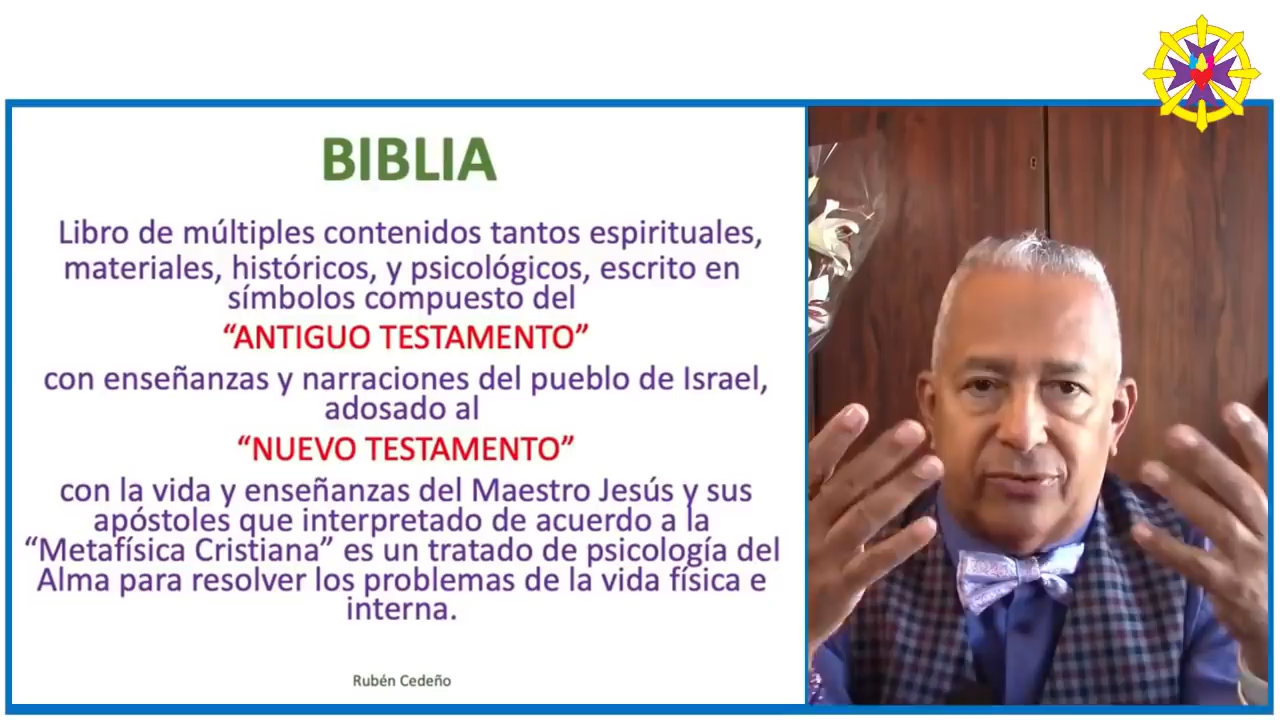 BIBLIA
Libro de múltiples contenidos tantos espirituales,
materiales, históricos, y psicológicos, escrito en
símbolos compuesto del
“ANTIGUO TESTAMENTO”
con enseñanzas y narraciones del pueblo de Israel,
adosado al
“NUEVO TESTAMENTO”
con la vida y enseñanzas del Maestro Jesús y sus
apóstoles que interpretado de acuerdo a la
“Metafísica Cristiana” es un tratado de psicología del
Alma para resolver los problemas de la vida física e
interna.
Rubén Cedeño